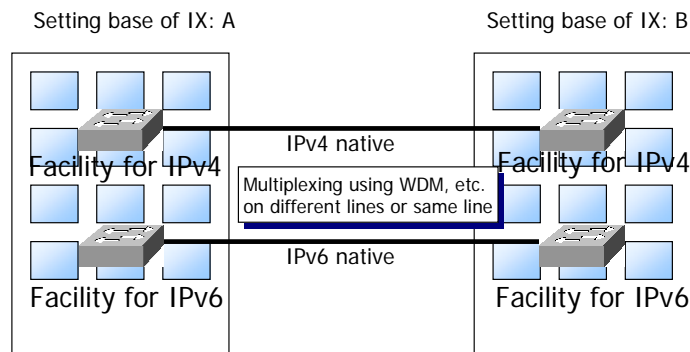 Setting base of IX: A
Setting base of IX: B
IPv4 native
Facility for IPv4
Facility for IPv4
Multiplexing using WDM, etc.
on different lines or same line
IPv6 native
Facility for IPv6
Facility for IPv6